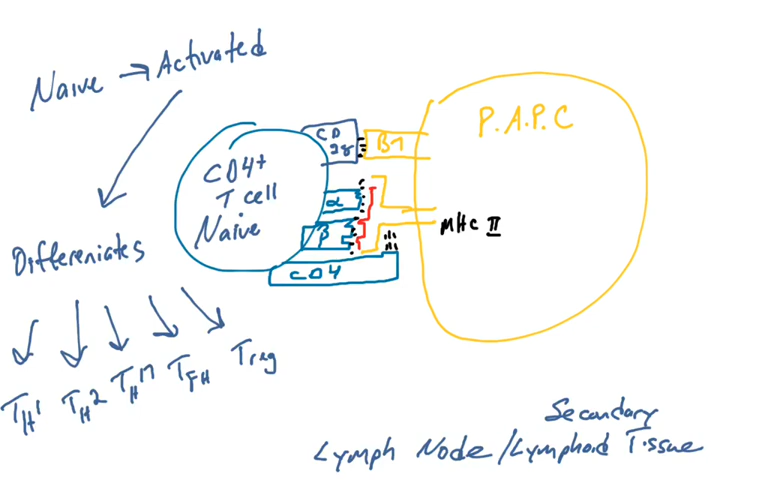 Naive → Activated
CD
28
B7
P.A.P.C
CD4+
T cell
Naive
α
β
CD4
MHC II
Differeniates
TH1
TH2
TH17
TFH
Treg
Secondary
Lymph Node/Lymphoid Tissue